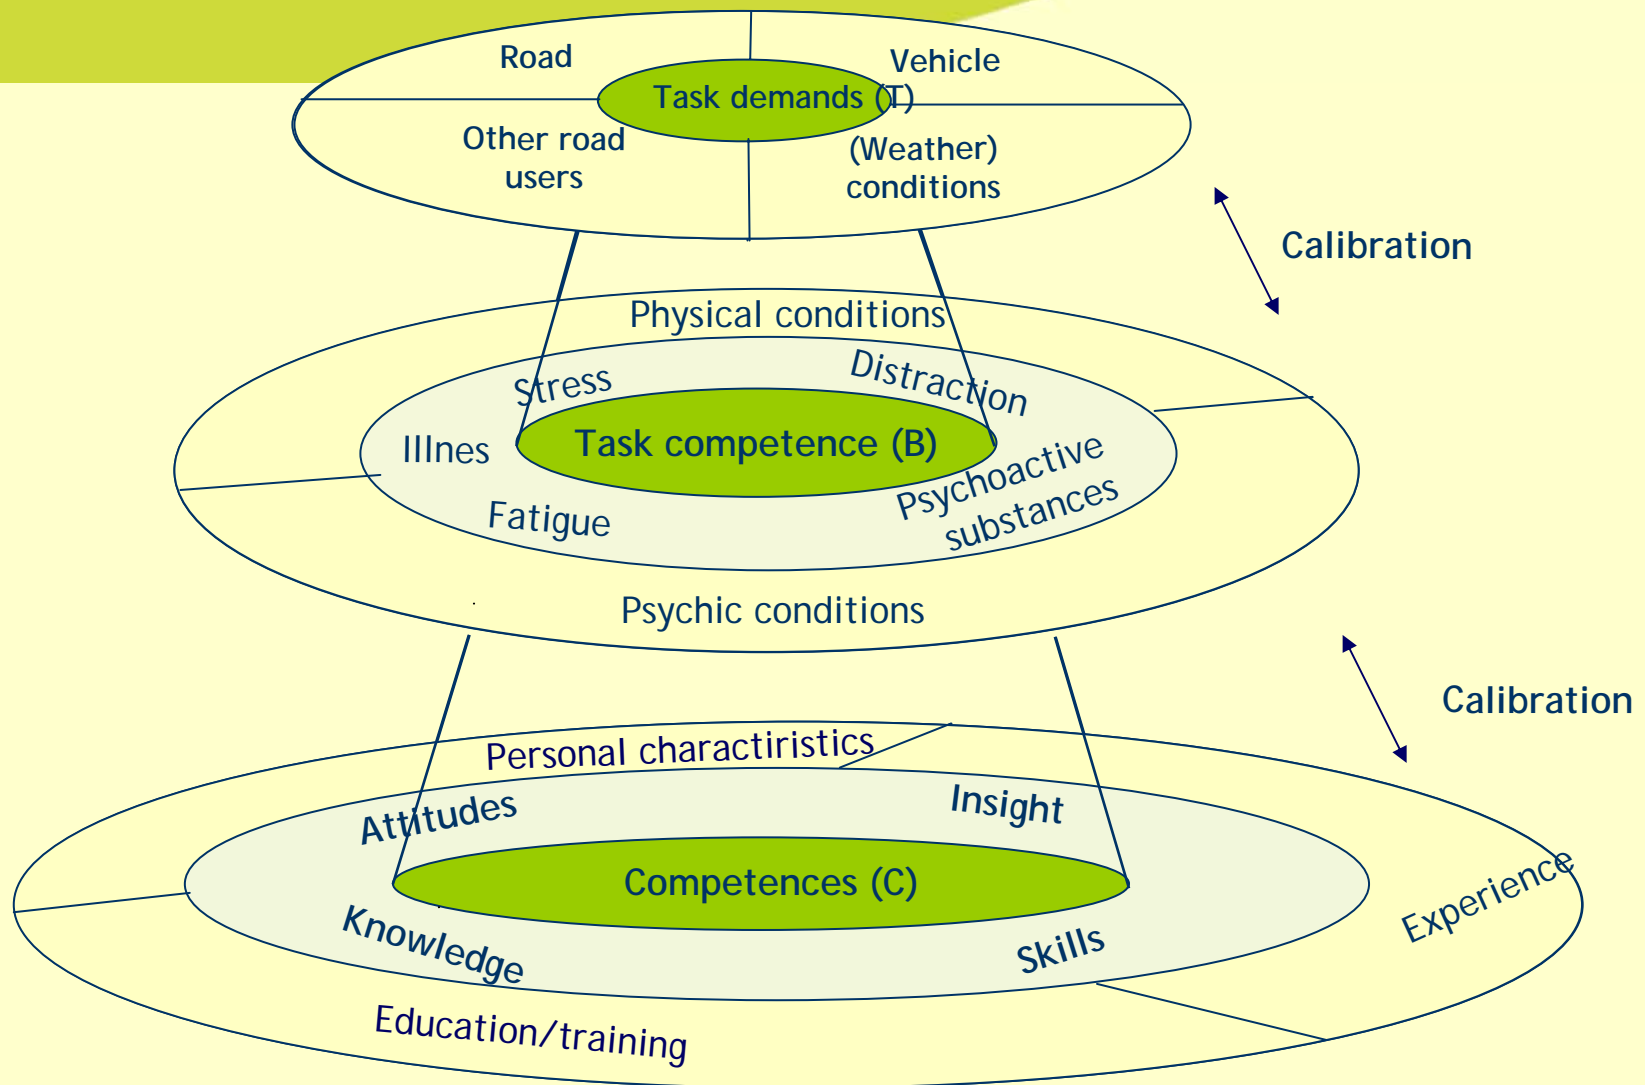 Road
Vehicle
Task demands (T)
Other road
users
(Weather)
conditions
Calibration
Physical conditions
Stress
Distraction
Illnes
Task competence (B)
Psychoactive
substances
Fatigue
Psychic conditions
Calibration
Personal charactiristics
Attitudes
Insight
Competences (C)
Experience
Knowledge
Skills
Education/training